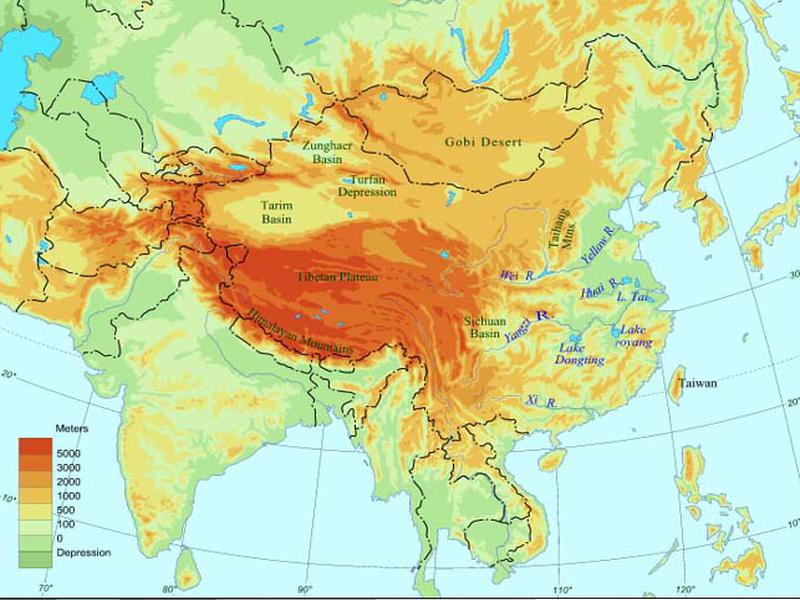 Gobi Desert
Zunghaer
Basin
Turfan
Depression
Tarim
Basin
Taihang
Mtns
Yellow R.
30°
Wei R.
Tibetan Plateau
Huai R.
L. Tai
Himalayan Mountains
Sichuan
Basin
Yangzi R.
Lake
oyang
Lake
Dongting
20°
Taiwan
Xi R.
20°
Meters
5000
3000
2000
1000
500
100
0
Depression
10°
10°
70°
80°
90°
110°
120°